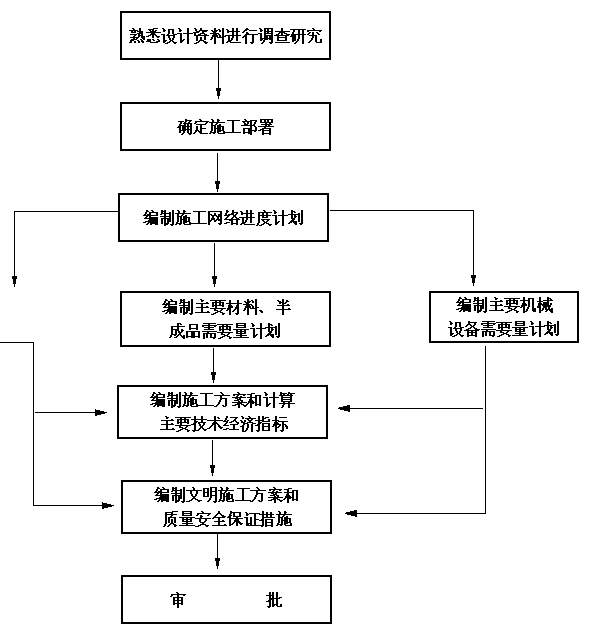 熟悉设计资料进行调查研究
确定施工部署
编制施工网络进度计划
编制主要材料、半
成品需要量计划
编制主要机械
设备需要量计划
编制施工方案和计算
主要技术经济指标
编制文明施工方案和
质量安全保证措施
审 批